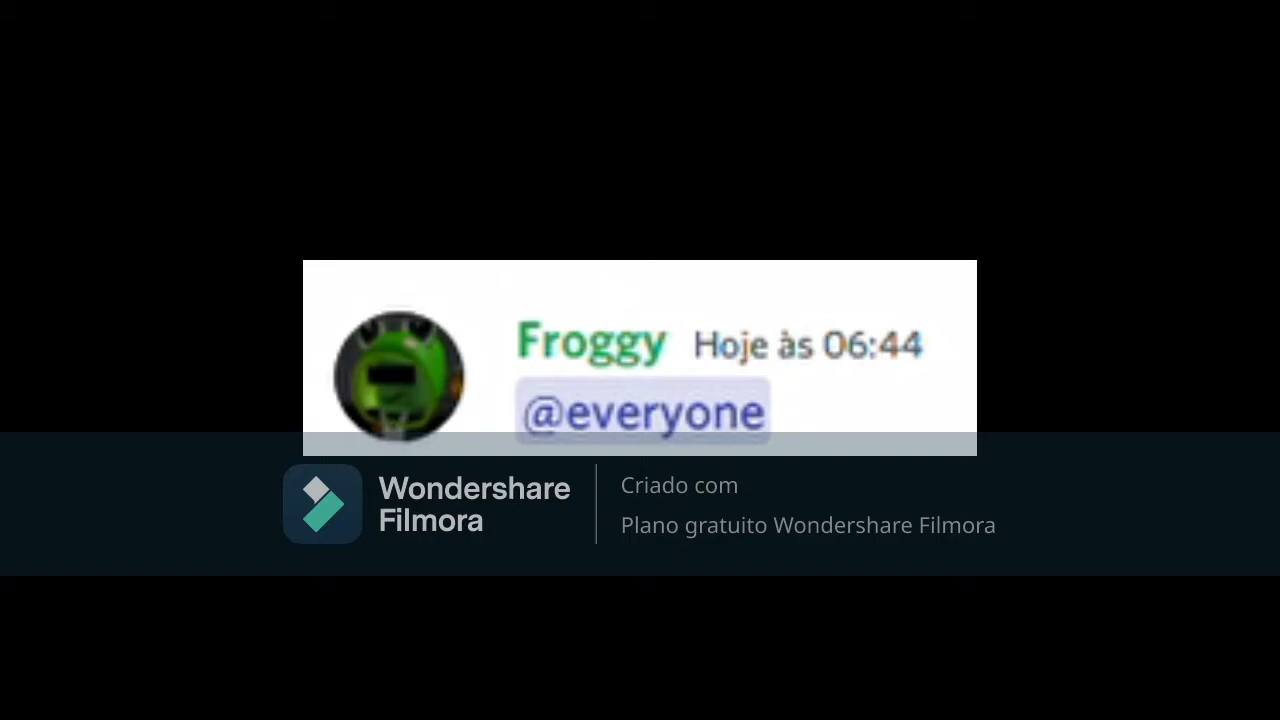 Froggy Hoje às 06:44
@everyone
Wondershare
Filmora
Criado com
Plano gratuito Wondershare Filmora